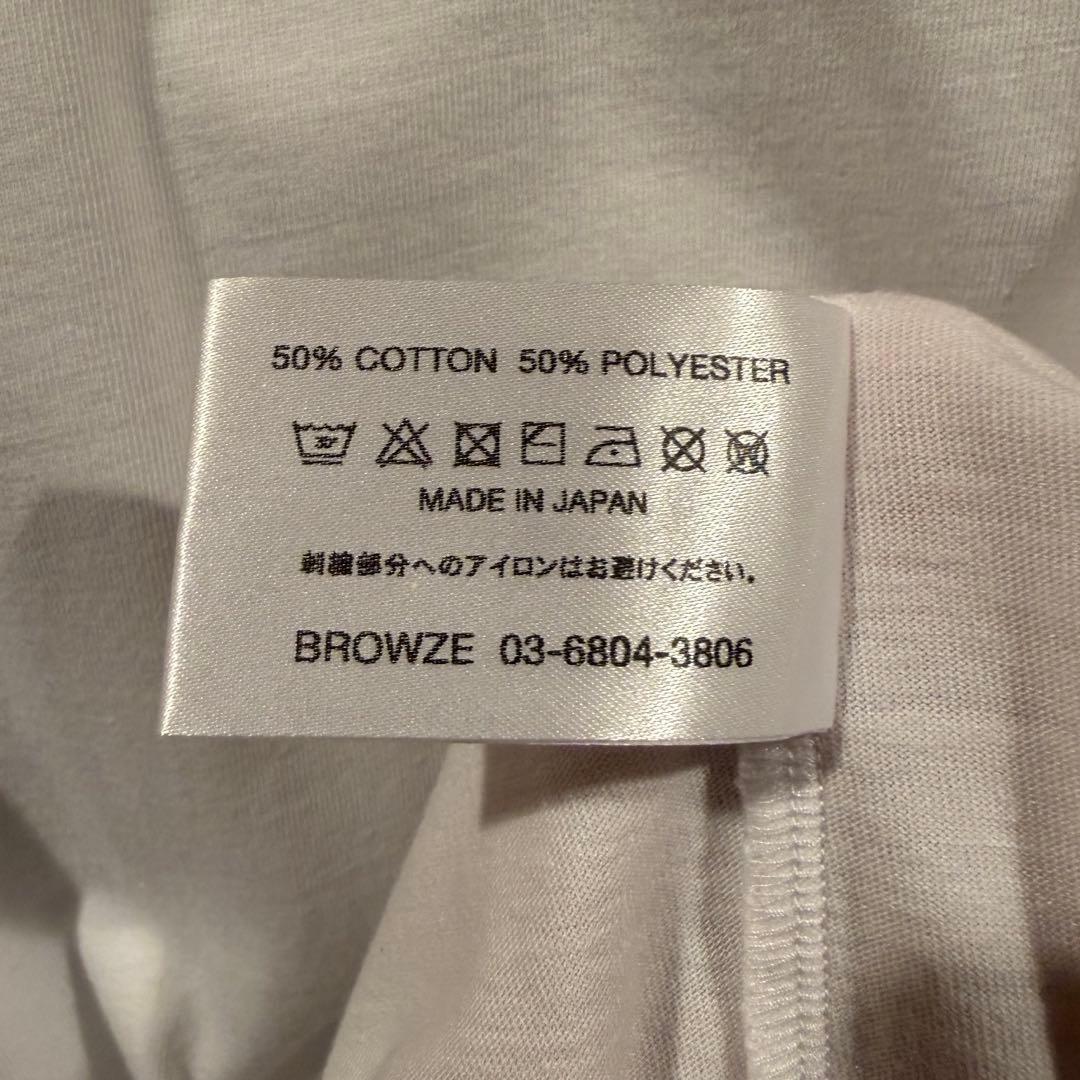 50% COTTON 50% POLYESTER
30
W
MADE IN JAPAN
刺繍部分へのアイロンはお避けください。
BROWZE 03-6804-3806